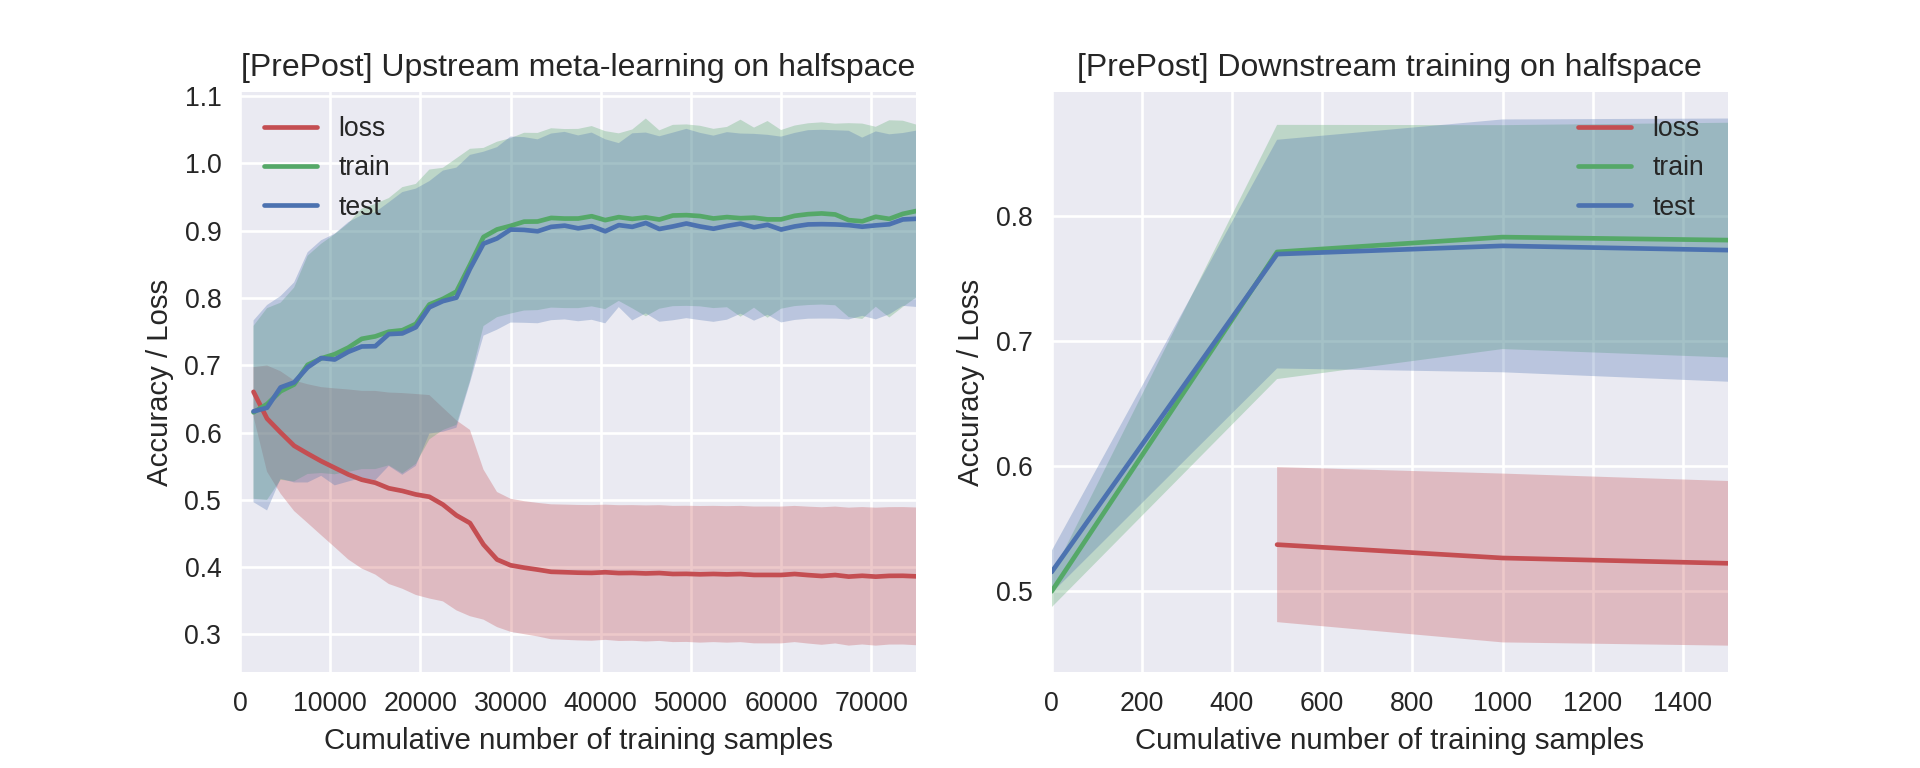 [PrePost] Upstream meta-learning on halfspace
1.1
1.0
0.9
0.8
0.7
0.6
0.5
0.4
0.3
Accuracy / Loss
loss
train
test
0 10000 20000 30000 40000 50000 60000 70000
Cumulative number of training samples
[PrePost] Downstream training on halfspace
0.8
0.7
0.6
0.5
Accuracy / Loss
loss
train
test
0 200 400 600 800 1000 1200 1400
Cumulative number of training samples